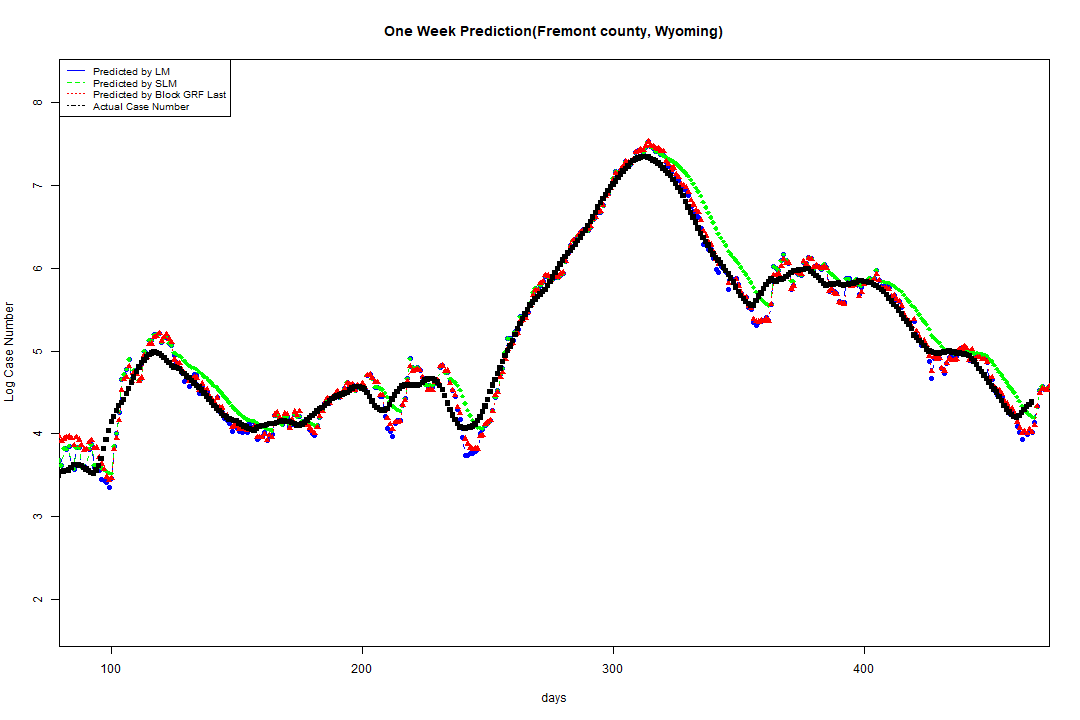 One Week Prediction(Fremont county, Wyoming)
Predicted by LM
Predicted by SLM
Predicted by Block GRF Last
Actual Case Number
8
7
6
5
4
3
2
Log Case Number
100 200 300 400
days